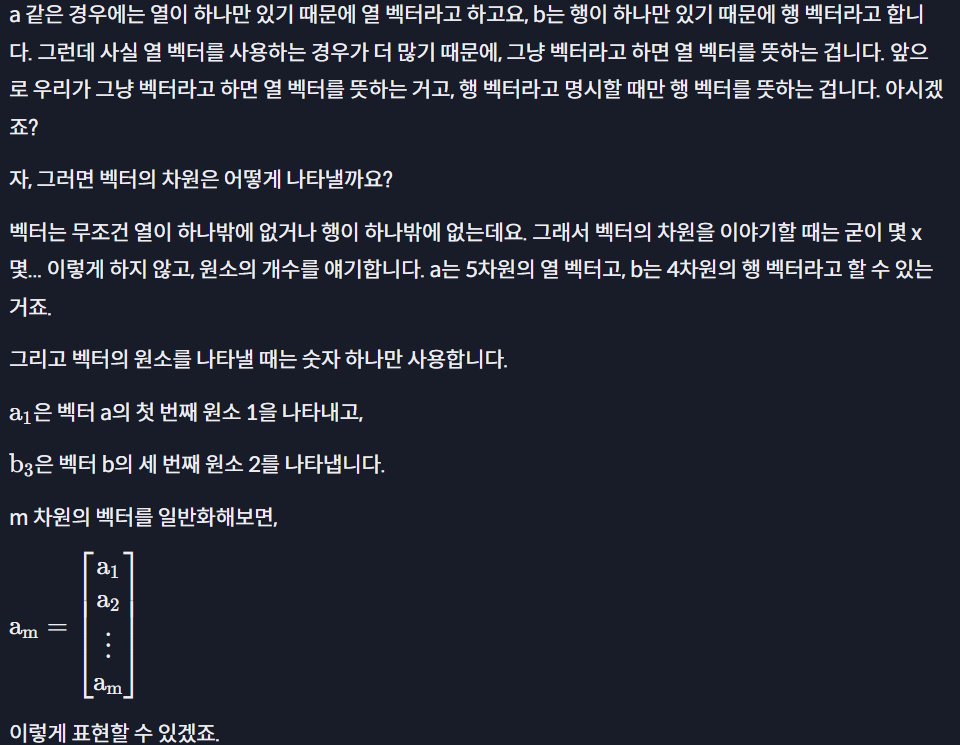 a 같은 경우에는 열이 하나만 있기 때문에 열 벡터라고 하고요, b는 행이 하나만 있기 때문에 행 벡터라고 합니
다. 그런데 사실 열 벡터를 사용하는 경우가 더 많기 때문에, 그냥 벡터라고 하면 열 벡터를 뜻하는 겁니다. 앞으
로 우리가 그냥 벡터라고 하면 열 벡터를 뜻하는 거고, 행 벡터라고 명시할 때만 행 벡터를 뜻하는 겁니다. 아시겠
죠?
자, 그러면 벡터의 차원은 어떻게 나타낼까요?
벡터는 무조건 열이 하나밖에 없거나 행이 하나밖에 없는데요. 그래서 벡터의 차원을 이야기할 때는 굳이 몇 x
몇... 이렇게 하지 않고, 원소의 개수를 얘기합니다. a는 5차원의 열 벡터고, b는 4차원의 행 벡터라고 할 수 있는
거죠.
그리고 벡터의 원소를 나타낼 때는 숫자 하나만 사용합니다.
a₁은 벡터 a의 첫 번째 원소 1을 나타내고,
b₃은 벡터 b의 세 번째 원소 2를 나타냅니다.
m 차원의 벡터를 일반화해보면,
a₁
a₂
aₘ = ⋮
aₘ
이렇게 표현할 수 있겠죠.